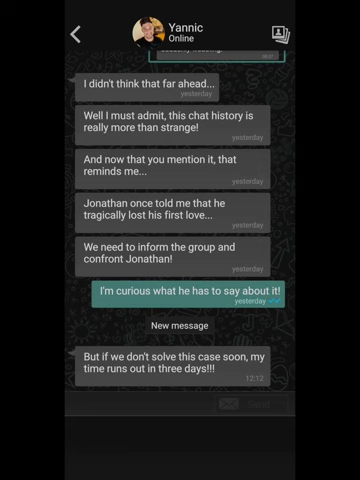 Yannic
Online
I didn't think that far ahead...
yesterday
Well I must admit, this chat history is
really more than strange!
yesterday
And now that you mention it, that
reminds me...
yesterday
Jonathan once told me that he
tragically lost his first love...
yesterday
We need to inform the group and
confront Jonathan!
yesterday
I'm curious what he has to say about it!
yesterday
New message
But if we don't solve this case soon, my
time runs out in three days!!!
12:12
Send